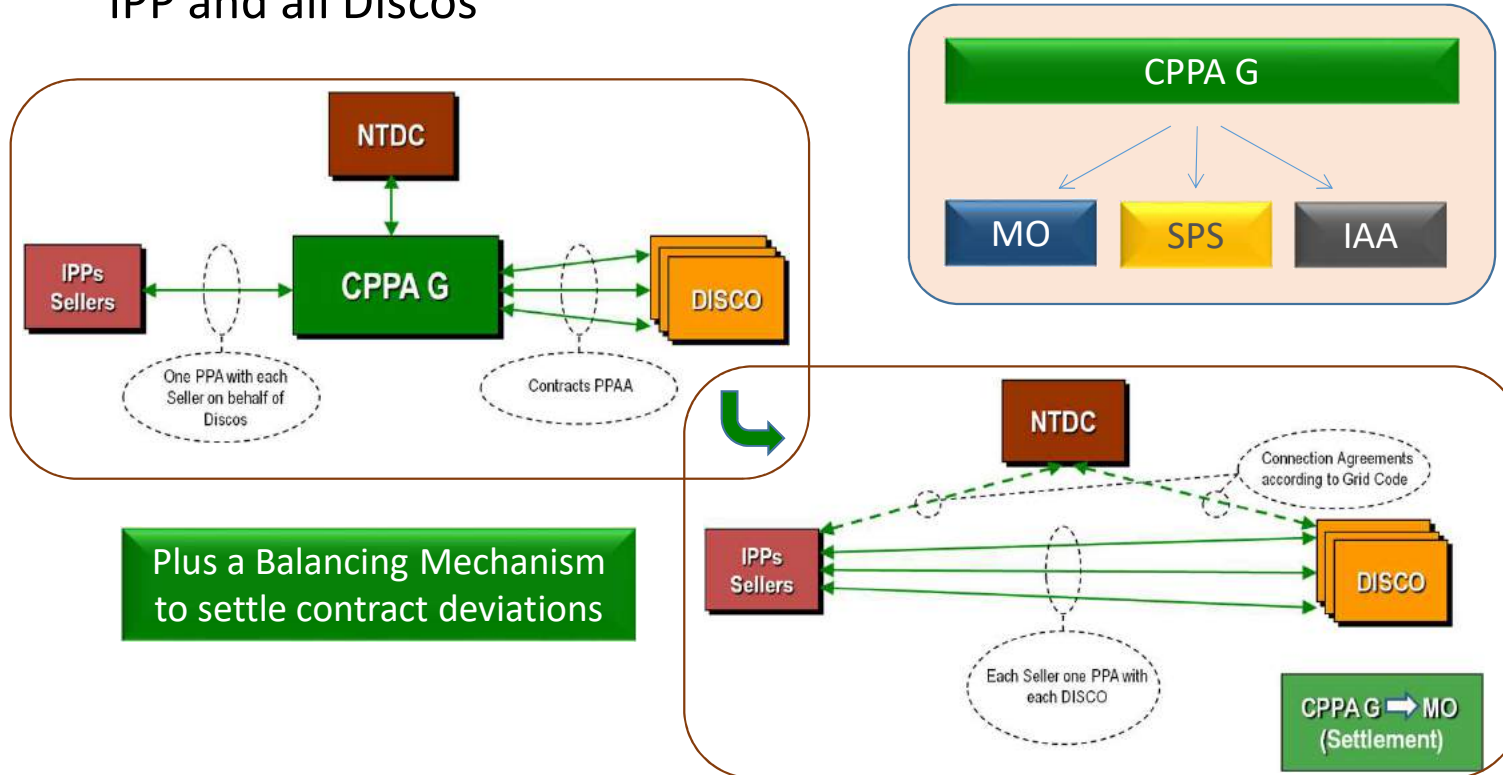 IPP and all Discos
CPPA G
MO
SPS
IAA
NTDC
IPPs
Sellers
CPPA G
DISCO
One PPA with each
Seller on behalf of
Discos
Contracts PPAA
Plus a Balancing Mechanism
to settle contract deviations
NTDC
Connection Agreements
according to Grid Code
IPPs
Sellers
DISCO
Each Seller one PPA with
each DISCO
CPPA G MO
(Settlement)